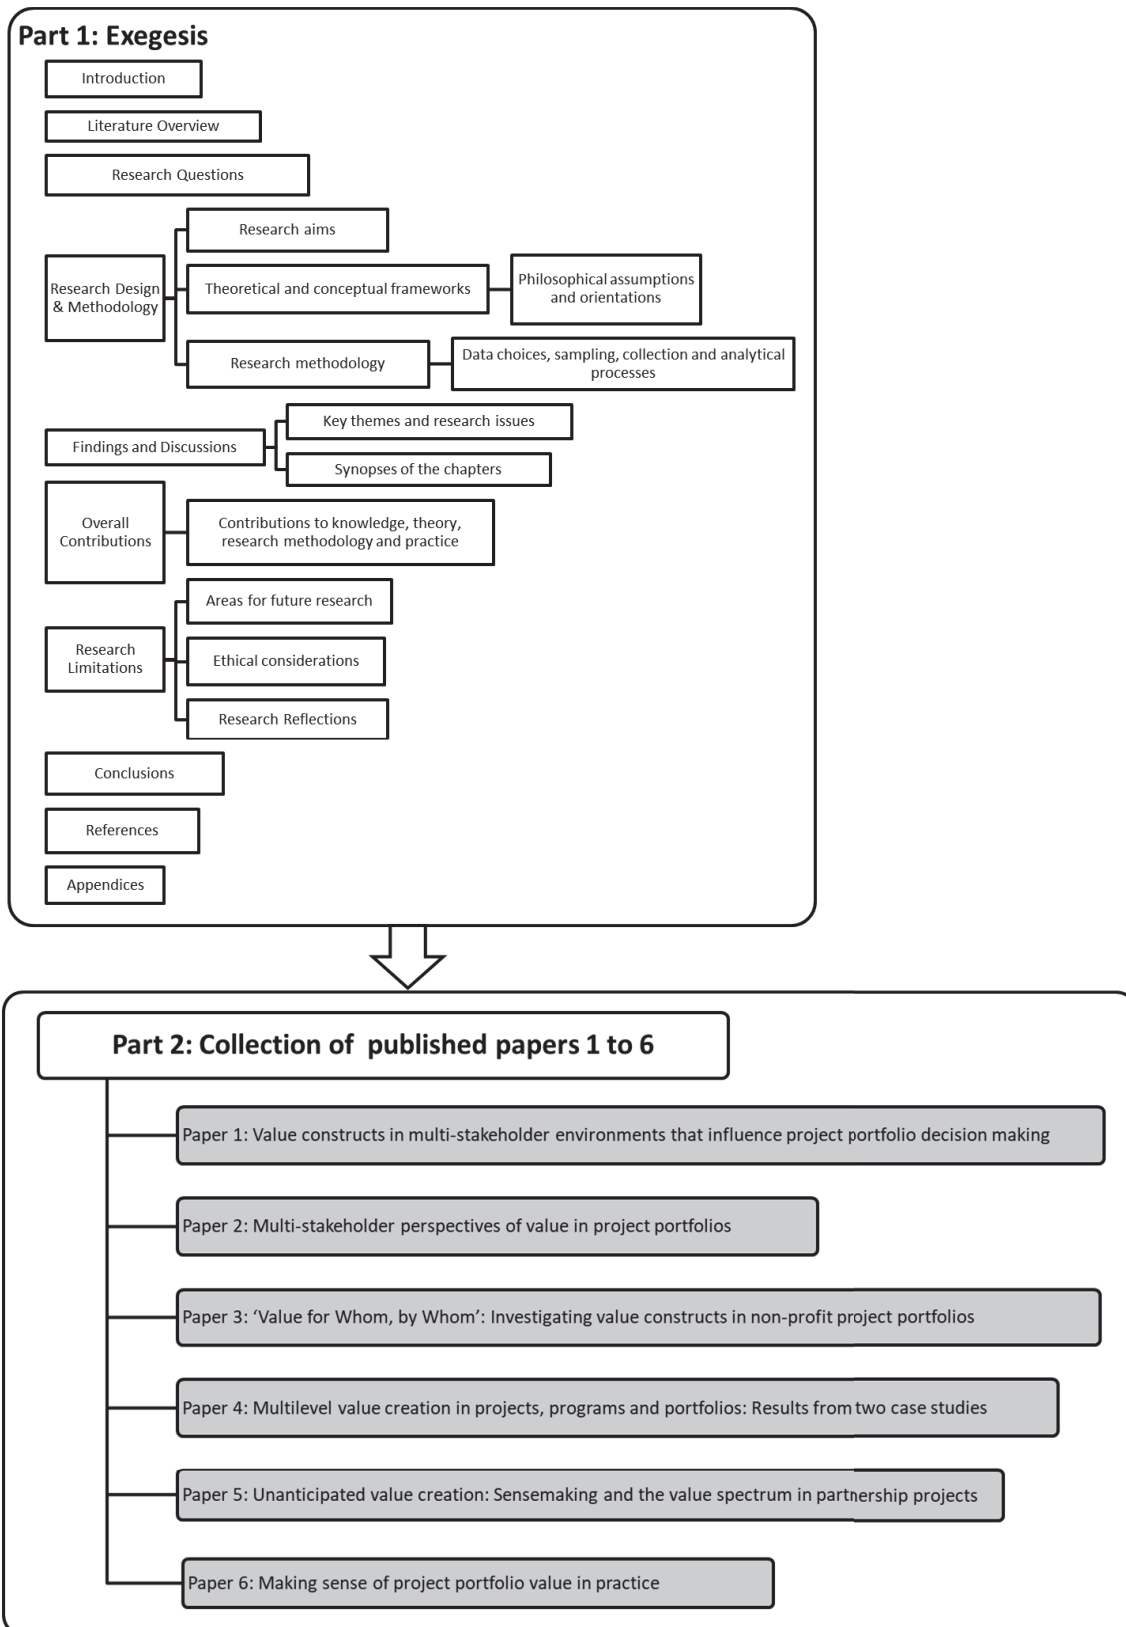 Part 1: Exegesis
Introduction
Literature Overview
Research Questions
Research Design
& Methodology
Research aims
Theoretical and conceptual frameworks
Philosophical assumptions
and orientations
Research methodology
Data choices, sampling, collection and analytical
processes
Findings and Discussions
Key themes and research issues
Synopses of the chapters
Overall
Contributions
Contributions to knowledge, theory,
research methodology and practice
Research
Limitations
Areas for future research
Ethical considerations
Research Reflections
Conclusions
References
Appendices
Part 2: Collection of published papers 1 to 6
Paper 1: Value constructs in multi-stakeholder environments that influence project portfolio decision making
Paper 2: Multi-stakeholder perspectives of value in project portfolios
Paper 3: ‘Value for Whom, by Whom’: Investigating value constructs in non-profit project portfolios
Paper 4: Multilevel value creation in projects, programs and portfolios: Results from two case studies
Paper 5: Unanticipated value creation: Sensemaking and the value spectrum in partnership projects
Paper 6: Making sense of project portfolio value in practice